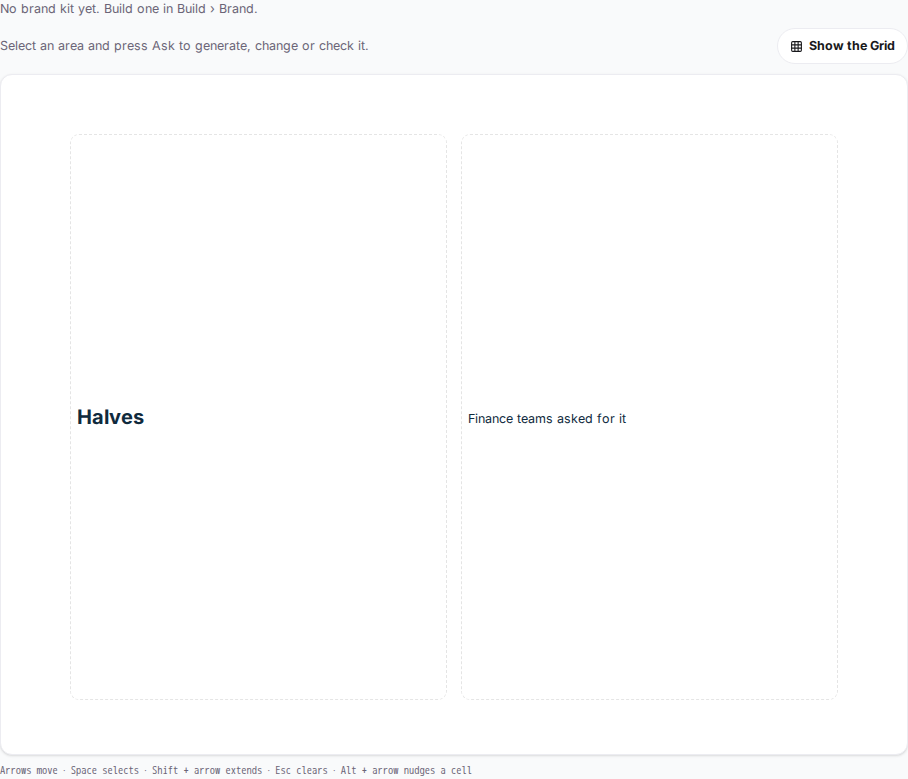 No brand kit yet. Build one in Build › Brand.
Select an area and press Ask to generate, change or check it.
Show the Grid
Halves
Finance teams asked for it
Arrows move · Space selects · Shift + arrow extends · Esc clears · Alt + arrow nudges a cell